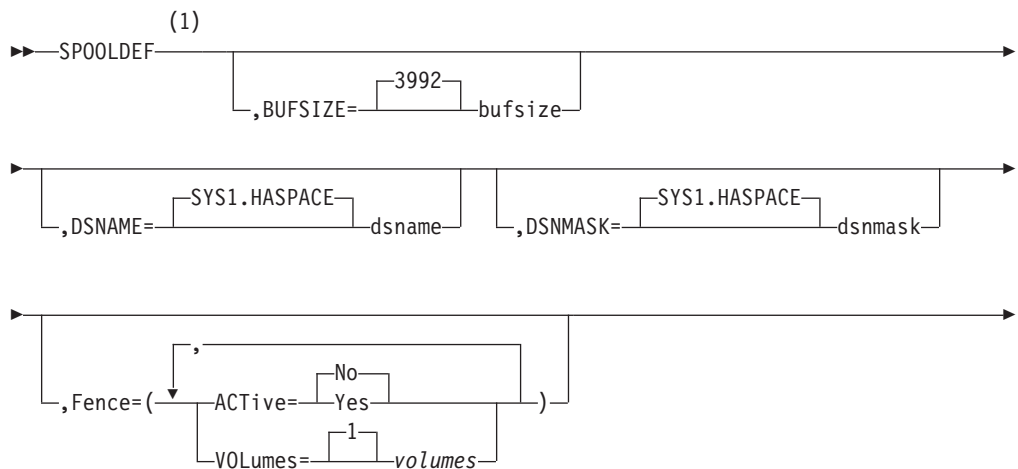 (1)
SPOOLDEF
3992
,BUFSIZE= bufsize
SYS1.HASPACE SYS1.HASPACE
,DSNAME= dsname ,DSNMASK= dsnmask
,
No
,Fence=( ACTive= Yes )
1
VOLumes= volumes